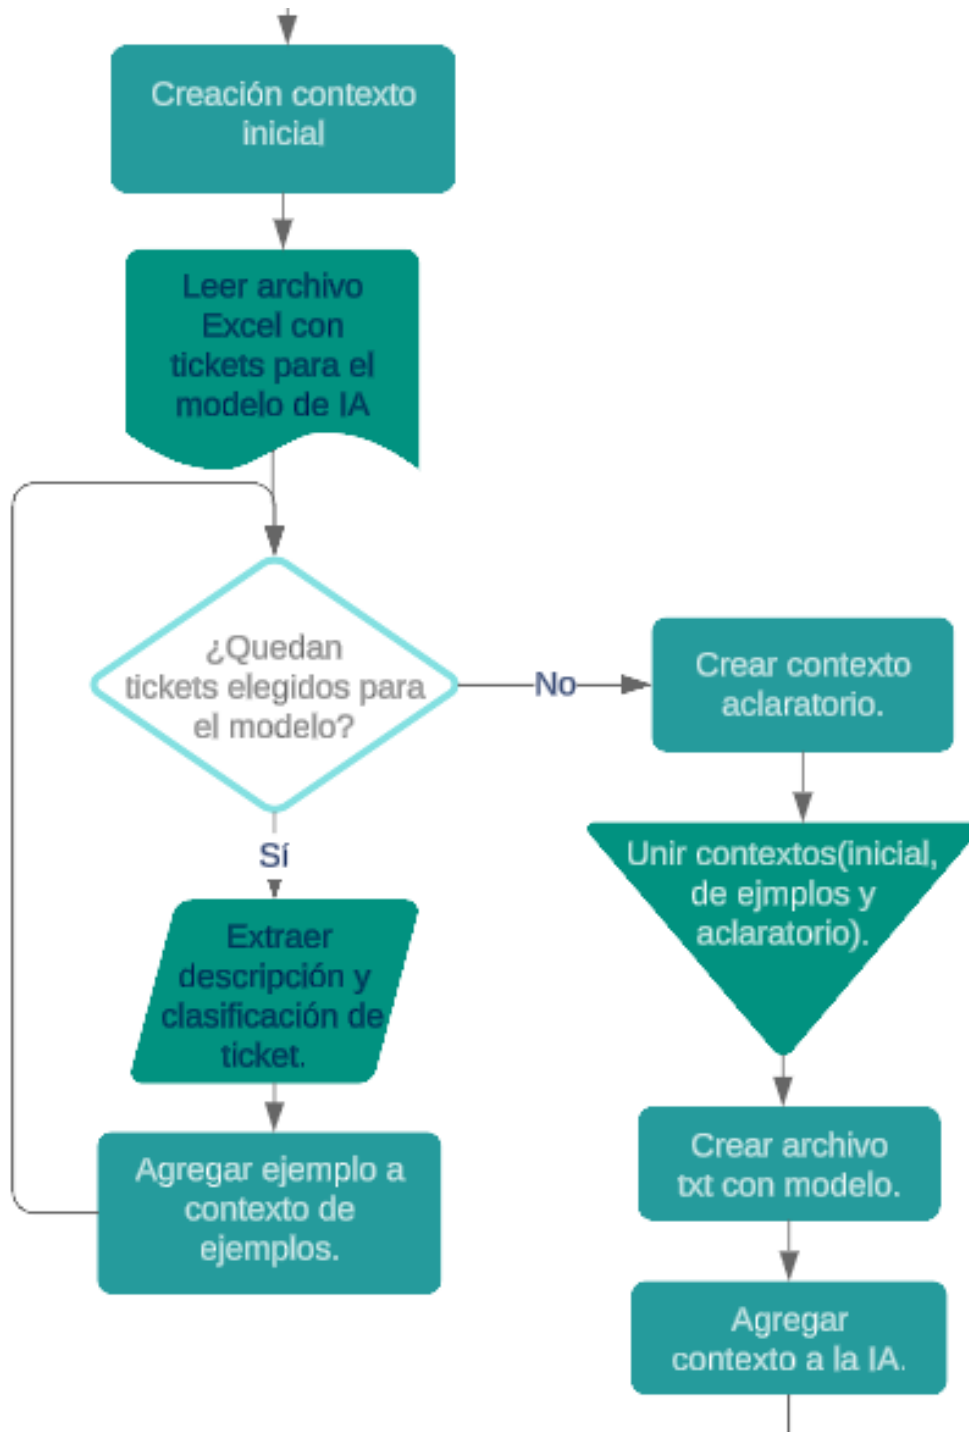 Creación contexto
inicial
Leer archivo
Excel con
tickets para el
modelo de IA
¿Quedan
tickets elegidos para
el modelo?
No
Crear contexto
aclaratorio.
Unir contextos(inicial,
de ejmplos y
aclaratorio).
Sí
Extraer
descripción y
clasificación de
ticket.
Agregar ejemplo a
contexto de
ejemplos.
Crear archivo
txt con modelo.
Agregar
contexto a la IA.